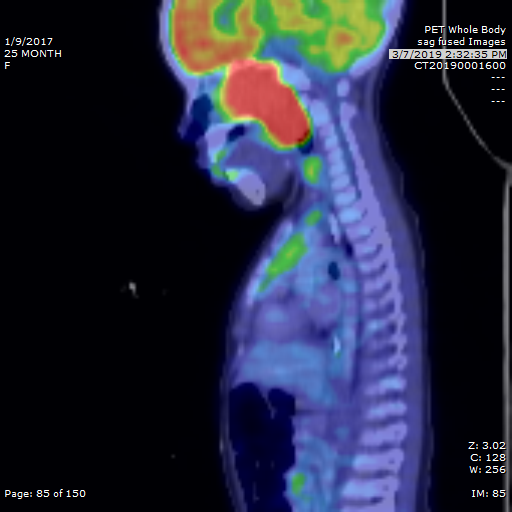 1/9/2017
25 MONTH
F
PET Whole Body
sag fused Images
3/7/2019 2:32:35 PM
CT20190001600
---
---
---
Z: 3.02
C: 128
W: 256
Page: 85 of 150
IM: 85